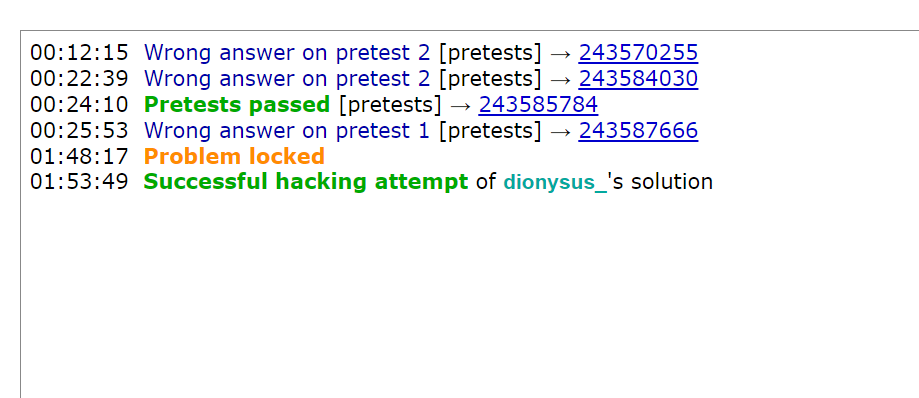 00:12:15 Wrong answer on pretest 2 [pretests] → 243570255
00:22:39 Wrong answer on pretest 2 [pretests] → 243584030
00:24:10 Pretests passed [pretests] → 243585784
00:25:53 Wrong answer on pretest 1 [pretests] → 243587666
01:48:17 Problem locked
01:53:49 Successful hacking attempt of dionysus_'s solution